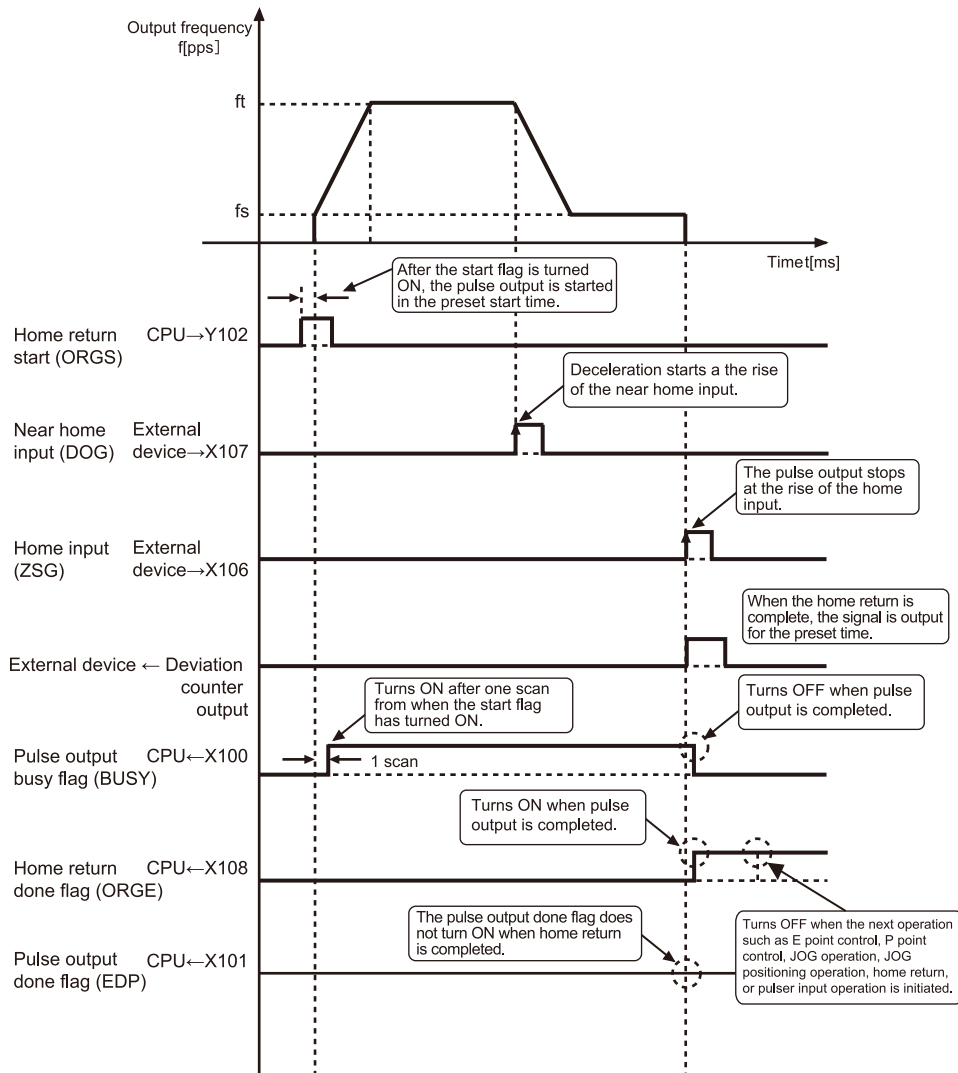 Output frequency
f[pps]
ft
fs
Time t[ms]
After the start flag is turned
ON, the pulse output is started
in the preset start time.
Home return
start (ORGS)
CPU→Y102
Deceleration starts a the rise
of the near home input.
Near home
input (DOG)
External
device→X107
The pulse output stops
at the rise of the home
input.
Home input
(ZSG)
External
device→X106
When the home return is
complete, the signal is output
for the preset time.
External device ← Deviation
counter
output
Turns ON after one scan
from when the start flag
has turned ON.
Turns OFF when pulse
output is completed.
Pulse output
busy flag (BUSY)
CPU←X100
1 scan
Turns ON when pulse
output is completed.
Home return
done flag (ORGE)
CPU←X108
The pulse output done flag does
not turn ON when home return
is completed.
Turns OFF when the next operation
such as E point control, P point
control, JOG operation, JOG
positioning operation, home return,
or pulser input operation is initiated.
Pulse output
done flag (EDP)
CPU←X101